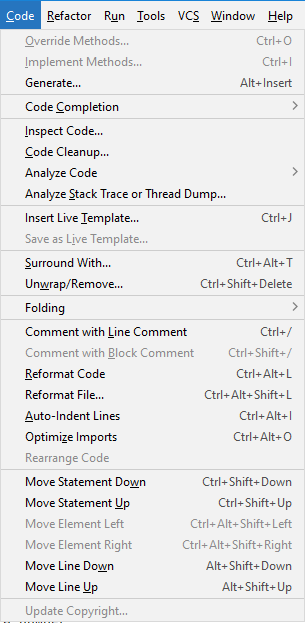 Code Refactor Run Tools VCS Window Help
Override Methods... Ctrl+O
Implement Methods... Ctrl+I
Generate... Alt+Insert
Code Completion
Inspect Code...
Code Cleanup...
Analyze Code
Analyze Stack Trace or Thread Dump...
Insert Live Template... Ctrl+J
Save as Live Template...
Surround With... Ctrl+Alt+T
Unwrap/Remove... Ctrl+Shift+Delete
Folding
Comment with Line Comment Ctrl+/
Comment with Block Comment Ctrl+Shift+/
Reformat Code Ctrl+Alt+L
Reformat File... Ctrl+Alt+Shift+L
Auto-Indent Lines Ctrl+Alt+I
Optimize Imports Ctrl+Alt+O
Rearrange Code
Move Statement Down Ctrl+Shift+Down
Move Statement Up Ctrl+Shift+Up
Move Element Left Ctrl+Alt+Shift+Left
Move Element Right Ctrl+Alt+Shift+Right
Move Line Down Alt+Shift+Down
Move Line Up Alt+Shift+Up
Update Copyright...